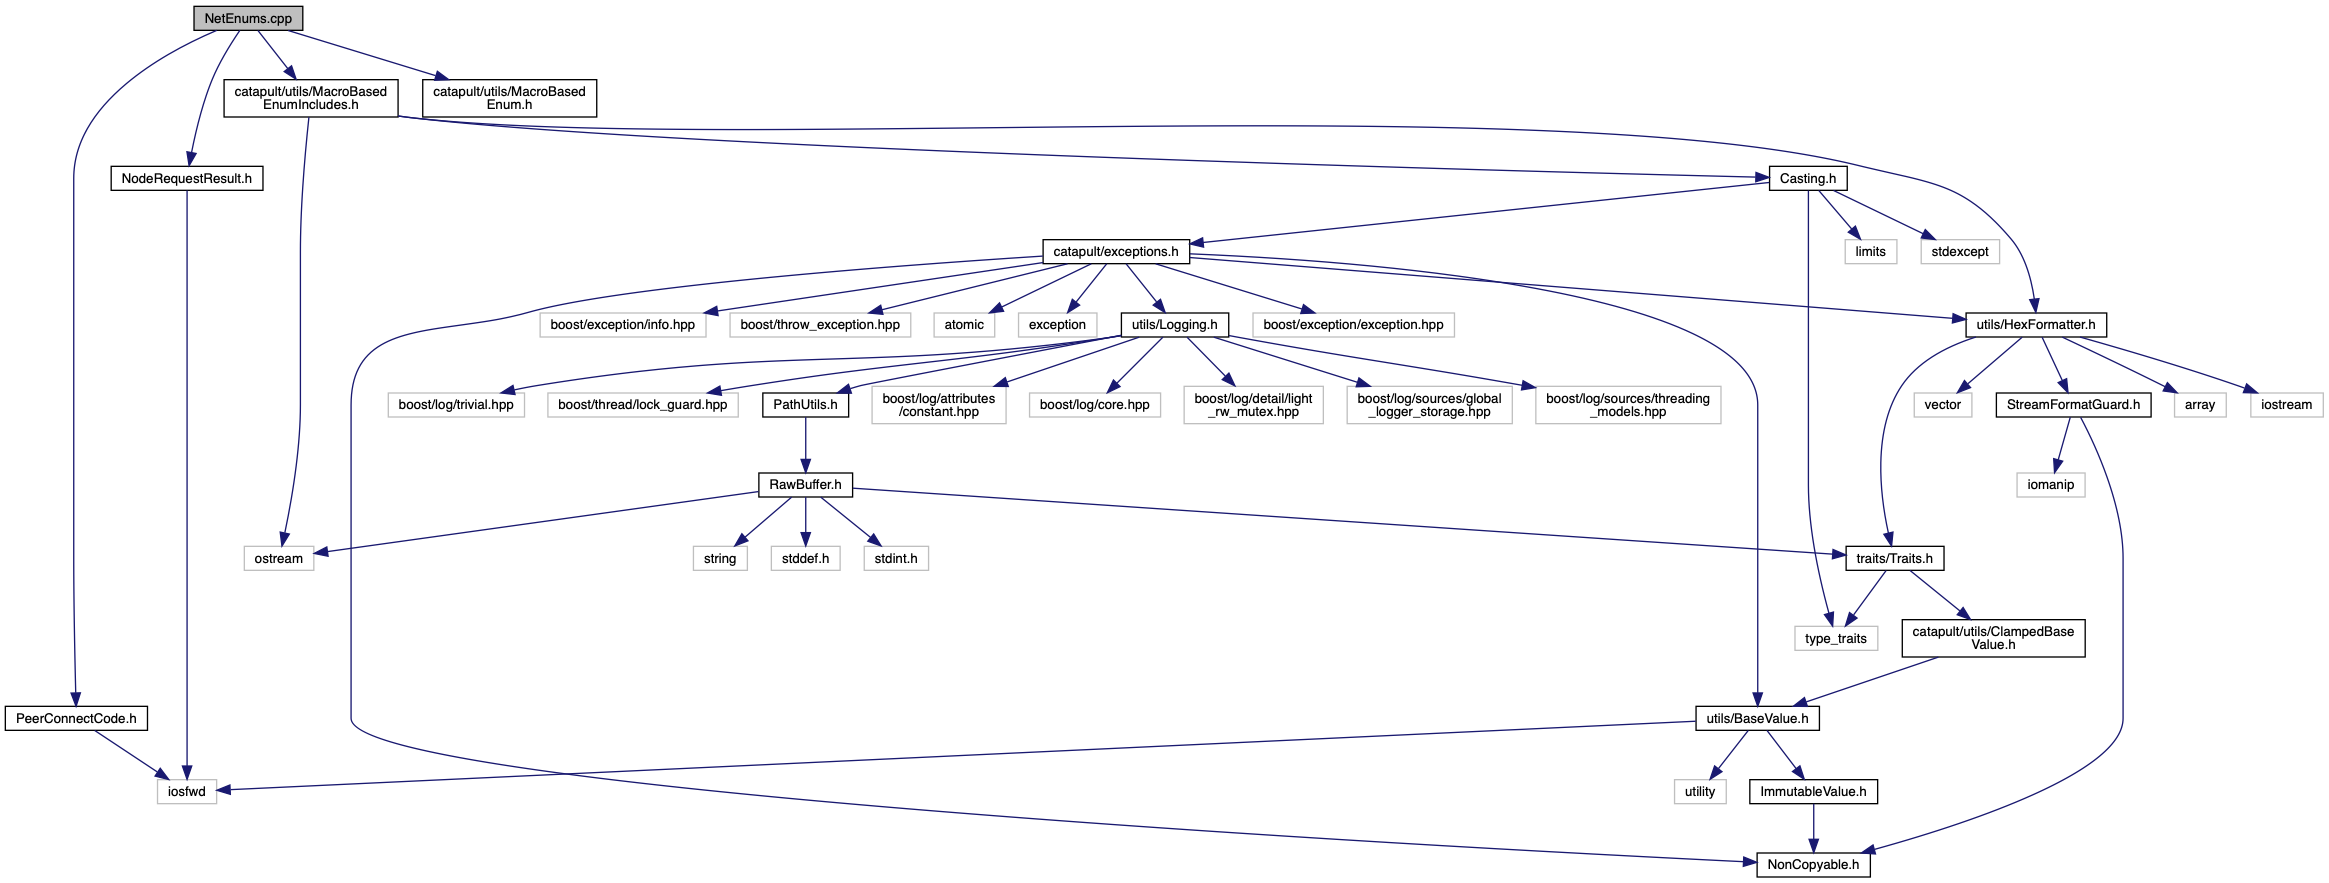 NetEnums.cpp
catapult/utils/MacroBased
EnumIncludes.h
catapult/utils/MacroBased
Enum.h
NodeRequestResult.h
Casting.h
catapult/exceptions.h
limits
stdexcept
boost/exception/info.hpp
boost/throw_exception.hpp
atomic
exception
utils/Logging.h
boost/exception/exception.hpp
utils/HexFormatter.h
boost/log/trivial.hpp
boost/thread/lock_guard.hpp
PathUtils.h
boost/log/attributes
/constant.hpp
boost/log/core.hpp
boost/log/detail/light
_rw_mutex.hpp
boost/log/sources/global
_logger_storage.hpp
boost/log/sources/threading
_models.hpp
vector
StreamFormatGuard.h
array
iostream
RawBuffer.h
iomanip
ostream
string
stddef.h
stdint.h
traits/Traits.h
type_traits
catapult/utils/ClampedBase
Value.h
PeerConnectCode.h
utils/BaseValue.h
iosfwd
utility
ImmutableValue.h
NonCopyable.h